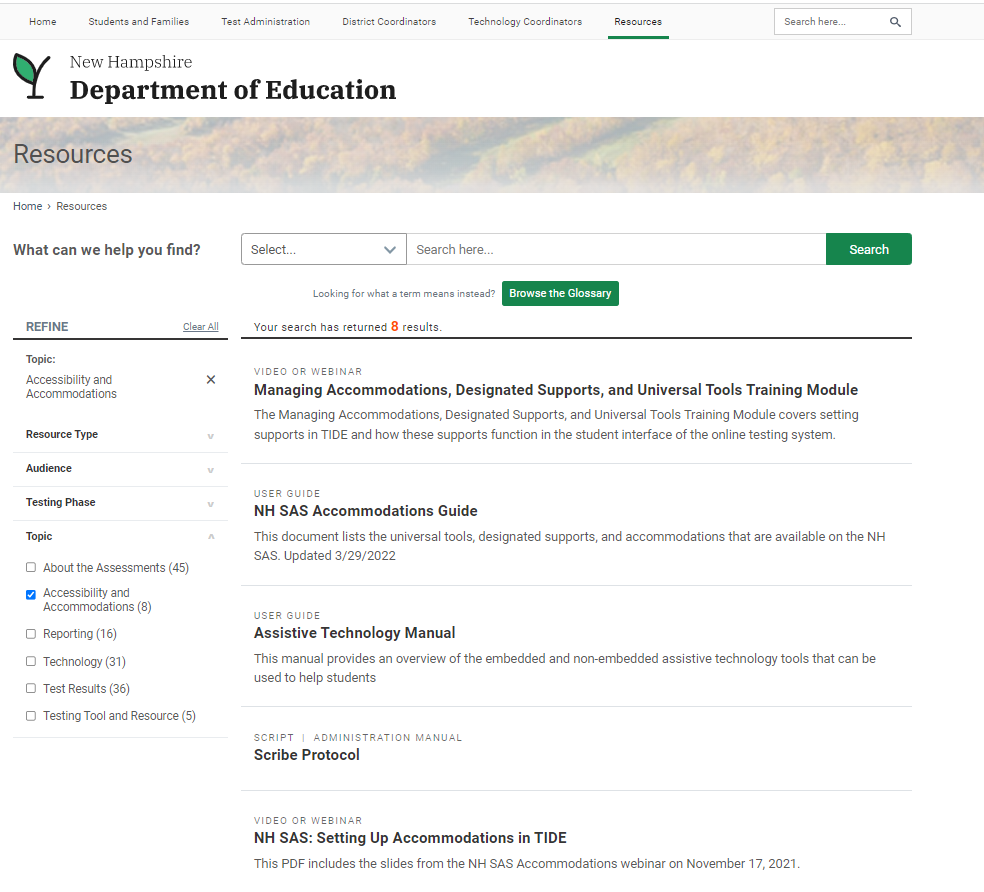 Home Students and Families Test Administration District Coordinators Technology Coordinators Resources Search here...
New Hampshire
Department of Education
Resources
Home › Resources
What can we help you find?
Select... Search here... Search
Looking for what a term means instead? Browse the Glossary
REFINE Clear All
Topic:
Accessibility and
Accommodations
Resource Type
Audience
Testing Phase
Topic
About the Assessments (45)
Accessibility and
Accommodations (8)
Reporting (16)
Technology (31)
Test Results (36)
Testing Tool and Resource (5)
Your search has returned 8 results.
VIDEO OR WEBINAR
Managing Accommodations, Designated Supports, and Universal Tools Training Module
The Managing Accommodations, Designated Supports, and Universal Tools Training Module covers setting
supports in TIDE and how these supports function in the student interface of the online testing system.
USER GUIDE
NH SAS Accommodations Guide
This document lists the universal tools, designated supports, and accommodations that are available on the NH
SAS. Updated 3/29/2022
USER GUIDE
Assistive Technology Manual
This manual provides an overview of the embedded and non-embedded assistive technology tools that can be
used to help students
SCRIPT | ADMINISTRATION MANUAL
Scribe Protocol
VIDEO OR WEBINAR
NH SAS: Setting Up Accommodations in TIDE
This PDF includes the slides from the NH SAS Accommodations webinar on November 17, 2021.